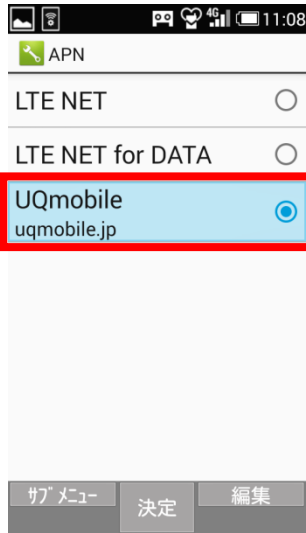 4G 11:08
APN
LTE NET
LTE NET for DATA
UQmobile
uqmobile.jp
ｻﾌﾞﾒﾆｭｰ 決定 編集